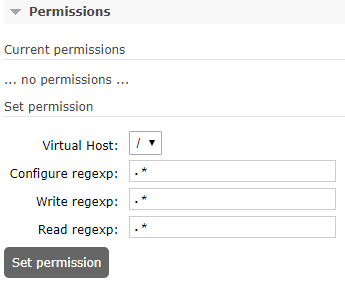 Permissions
Current permissions
... no permissions ...
Set permission
Virtual Host: /
Configure regexp: .*
Write regexp: .*
Read regexp: .*
Set permission